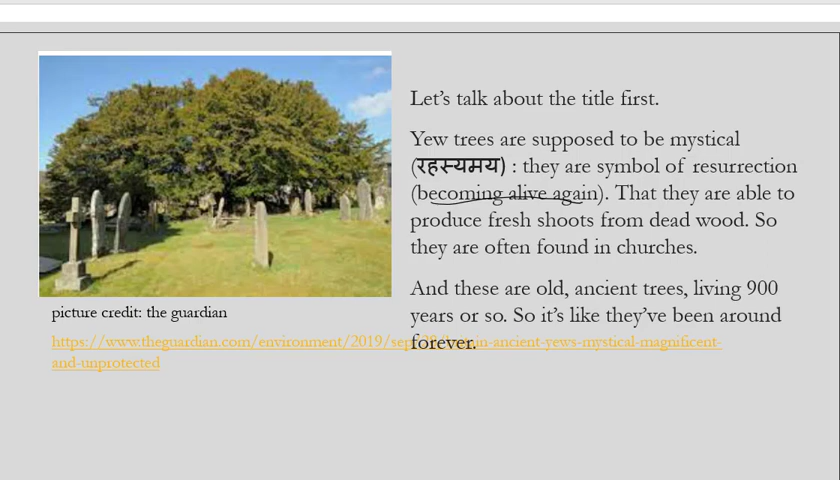 Let's talk about the title first.
Yew trees are supposed to be mystical
(रहस्यमय) : they are symbol of resurrection
(becoming alive again). That they are able to
produce fresh shoots from dead wood. So
they are often found in churches.
And these are old, ancient trees, living 900
years or so. So it's like they've been around
forever.
picture credit: the guardian
https://www.theguardian.com/environment/2019/sep/ in-ancient-yews-mystical-magnificent-
and-unprotected